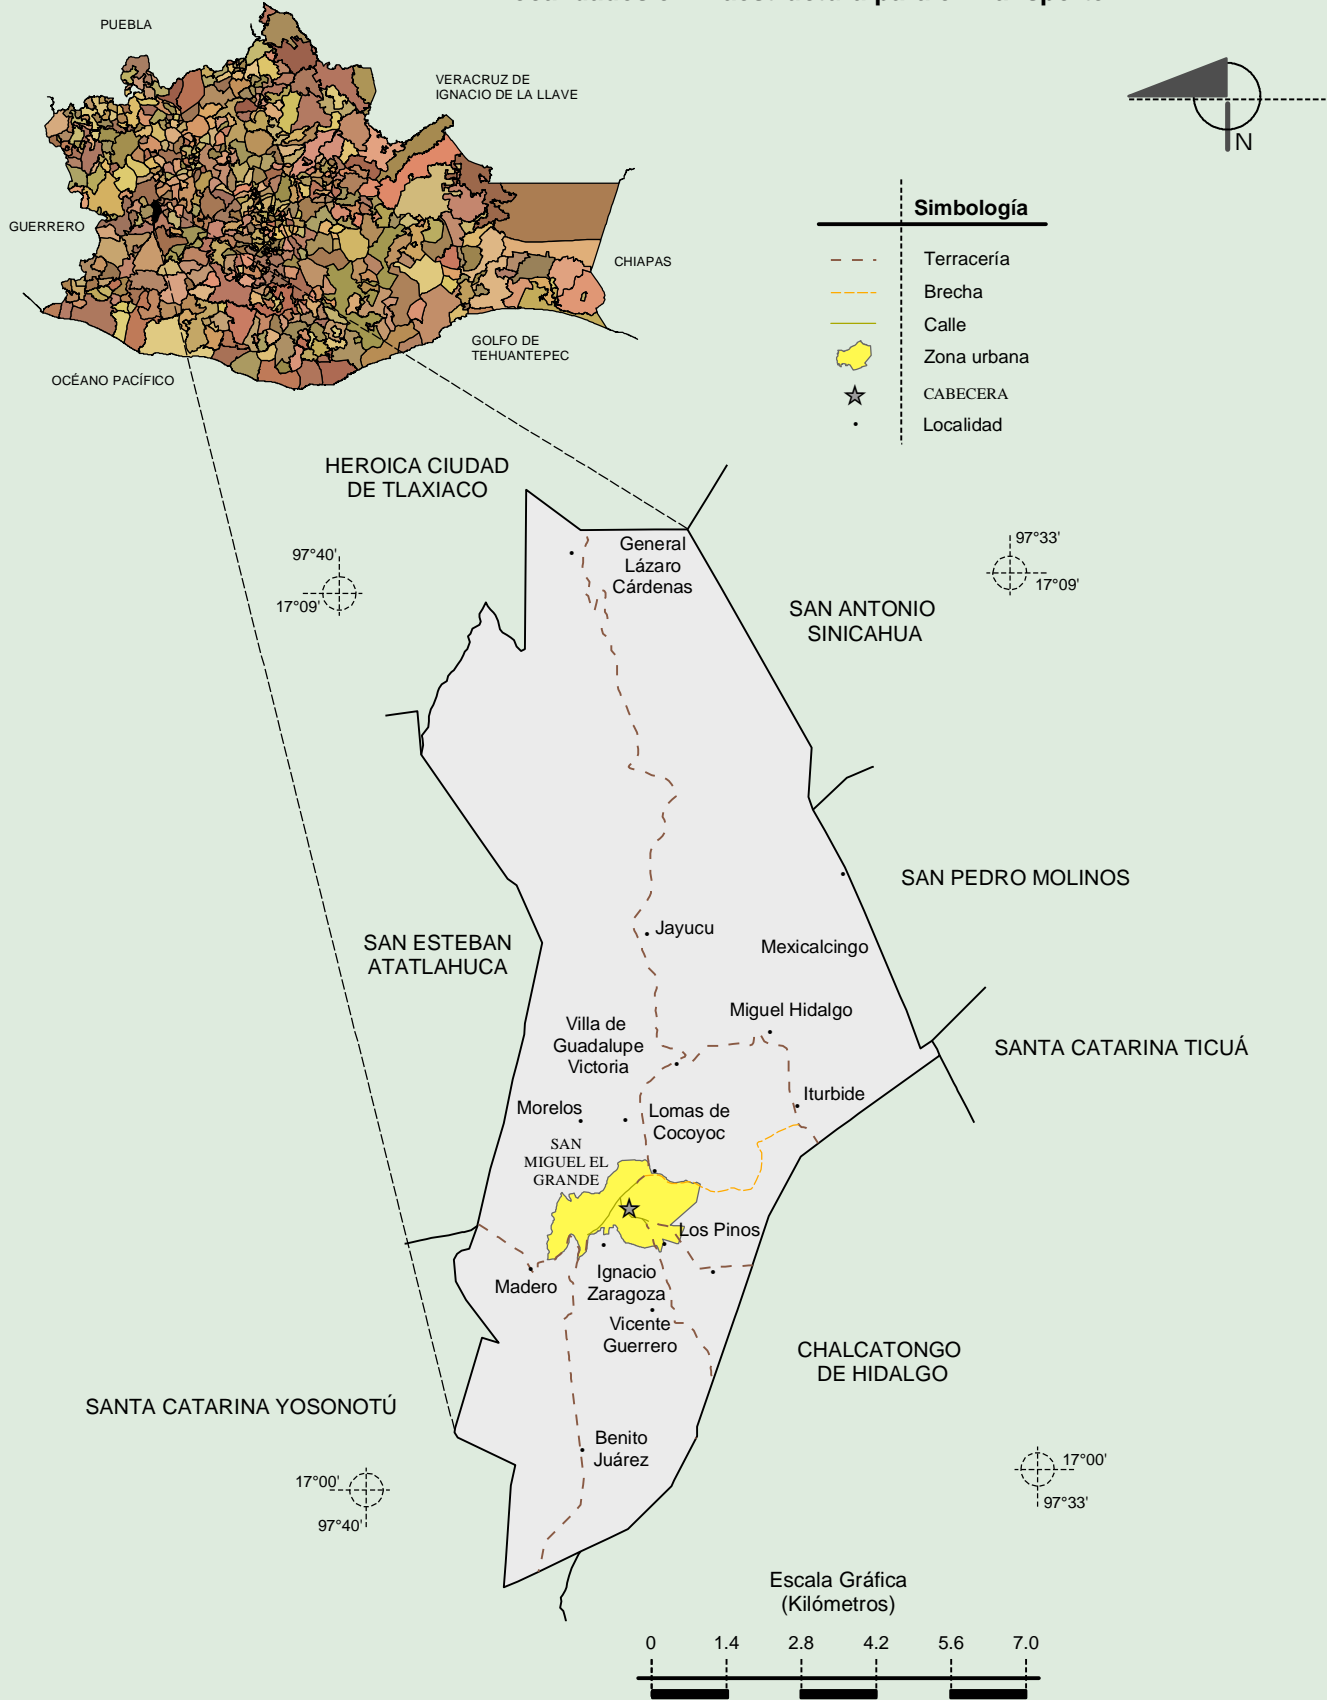 PUEBLA
VERACRUZ DE
IGNACIO DE LA LLAVE
GUERRERO
CHIAPAS
GOLFO DE
TEHUANTEPEC
OCÉANO PACÍFICO
N
Simbología
Terracería
Brecha
Calle
Zona urbana
CABECERA
Localidad
HEROICA CIUDAD
DE TLAXIACO
97°40'
17°09'
97°33'
17°09'
General
Lázaro
Cárdenas
SAN ANTONIO
SINICAHUA
SAN PEDRO MOLINOS
Jayucu
Mexicalcingo
SAN ESTEBAN
ATATLAHUCA
Miguel Hidalgo
Villa de
Guadalupe
Victoria
SANTA CATARINA TICUÁ
Iturbide
Morelos
Lomas de
Cocoyoc
SAN
MIGUEL EL
GRANDE
Los Pinos
Madero
Ignacio
Zaragoza
Vicente
Guerrero
CHALCATONGO
DE HIDALGO
SANTA CATARINA YOSONOTÚ
Benito
Juárez
17°00'
97°40'
17°00'
97°33'
Escala Gráfica
(Kilómetros)
0 1.4 2.8 4.2 5.6 7.0